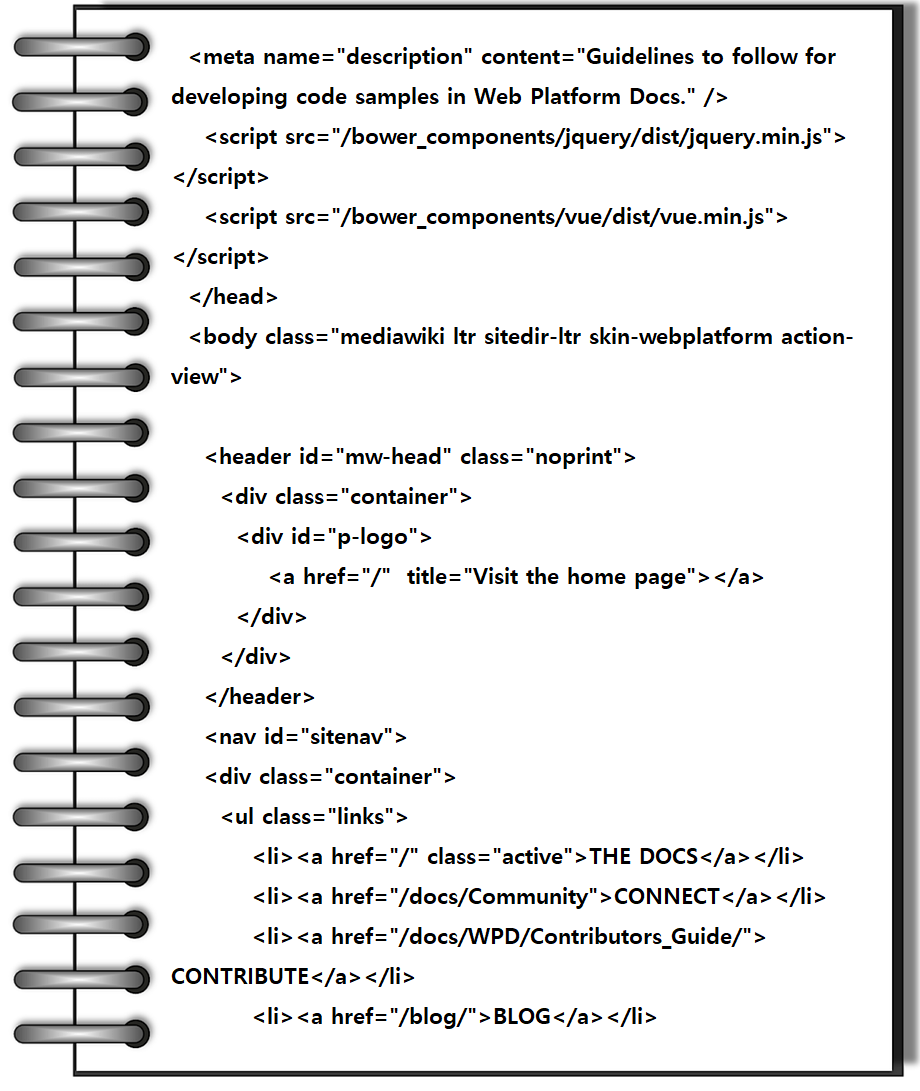 <meta name="description" content="Guidelines to follow for
developing code samples in Web Platform Docs." />
<script src="/bower_components/jquery/dist/jquery.min.js">
</script>
<script src="/bower_components/vue/dist/vue.min.js">
</script>
</head>
<body class="mediawiki ltr sitedir-ltr skin-webplatform action-
view">
<header id="mw-head" class="noprint">
<div class="container">
<div id="p-logo">
<a href="/"  title="Visit the home page"></a>
</div>
</div>
</header>
<nav id="sitenav">
<div class="container">
<ul class="links">
<li><a href="/" class="active">THE DOCS</a></li>
<li><a href="/docs/Community">CONNECT</a></li>
<li><a href="/docs/WPD/Contributors_Guide/">
CONTRIBUTE</a></li>
<li><a href="/blog/">BLOG</a></li>